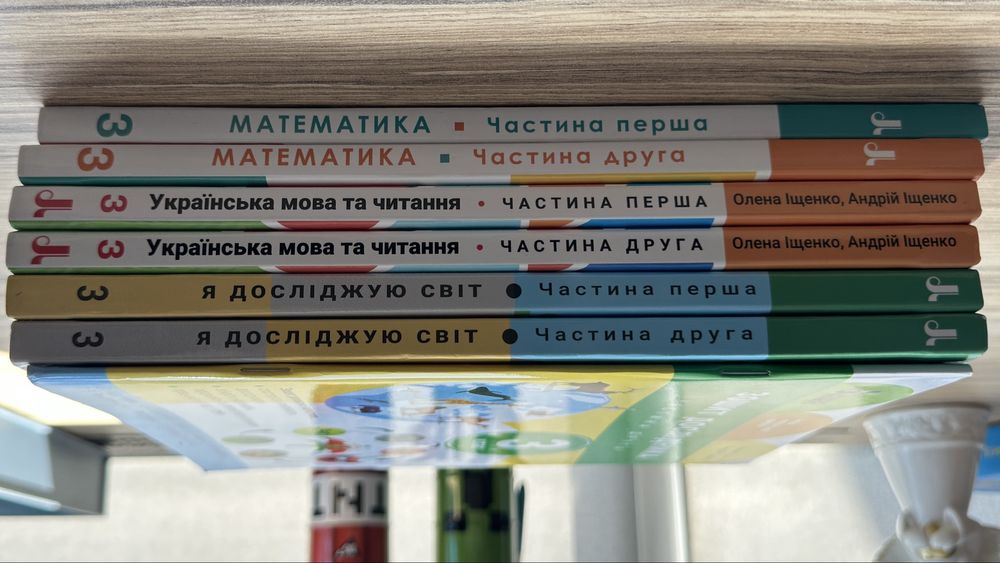 3 МАТЕМАТИКА ▪ Частина перша
3 МАТЕМАТИКА ▪ Частина друга
3 Українська мова та читання • ЧАСТИНА ПЕРША Олена Іщенко, Андрій Іщенко
3 Українська мова та читання • ЧАСТИНА ДРУГА Олена Іщенко, Андрій Іщенко
3 Я ДОСЛІДЖУЮ СВІТ ● Частина перша
3 Я ДОСЛІДЖУЮ СВІТ ● Частина друга
3
TNT